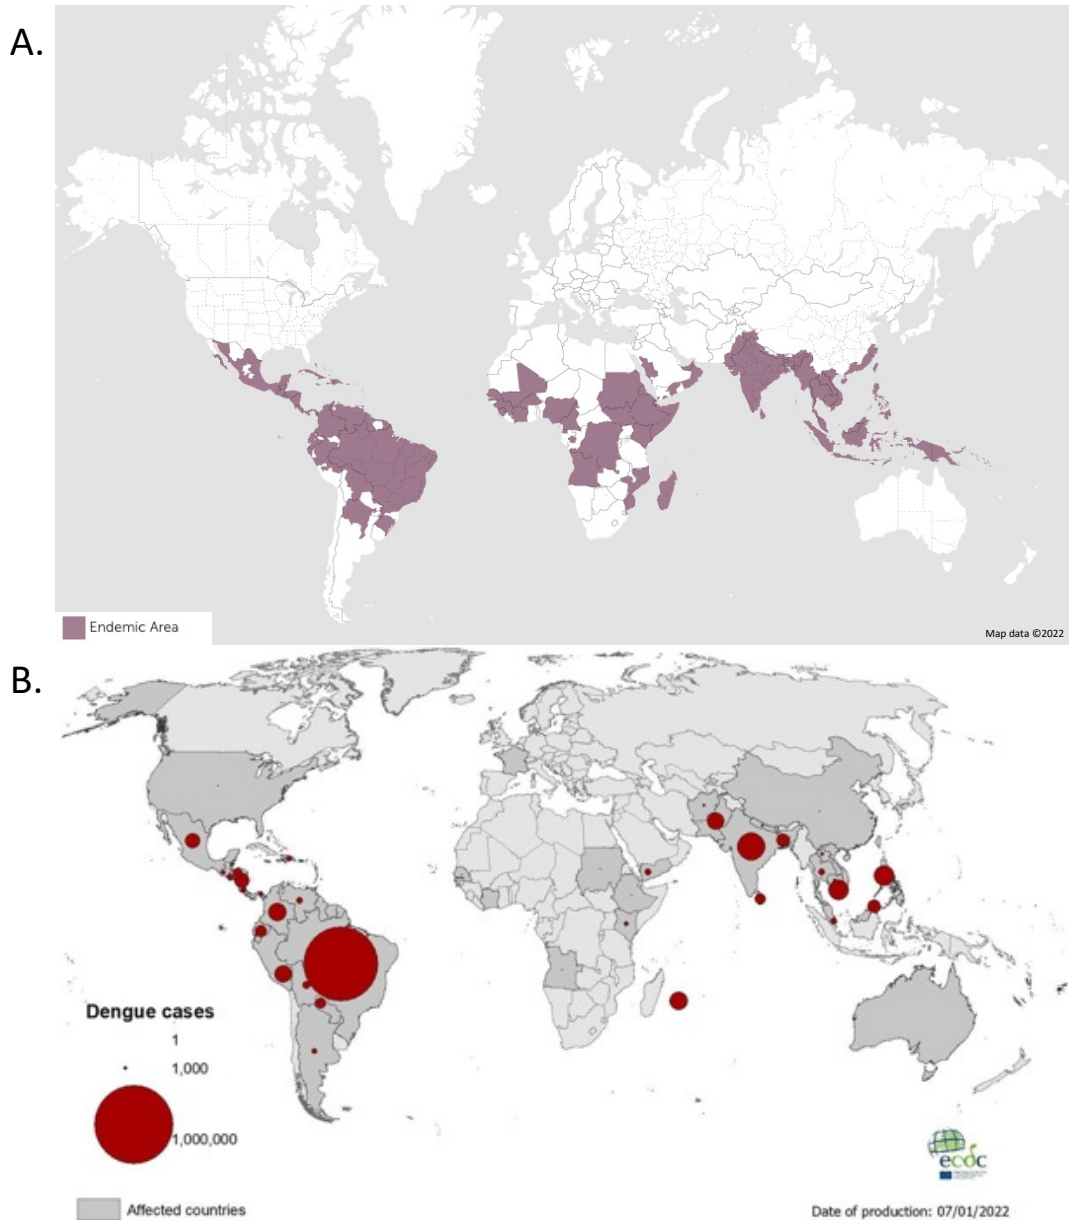 A.
Endemic Area
Map data ©2022
B.
Dengue cases
1
1,000
1,000,000
ecdc
Affected countries
Date of production: 07/01/2022